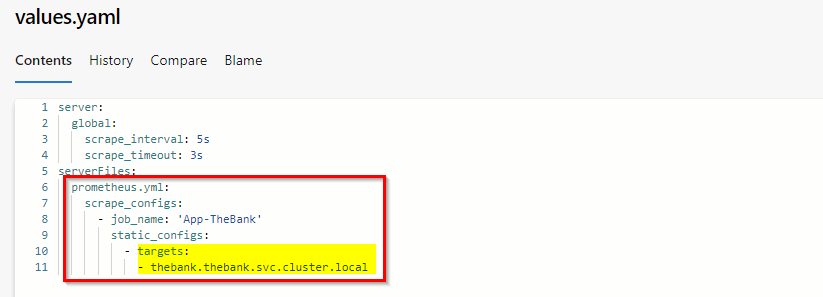 values.yaml
Contents History Compare Blame
1 server:
2 global:
3 scrape_interval: 5s
4 scrape_timeout: 3s
5 serverFiles:
6 prometheus.yml:
7 scrape_configs:
8 - job_name: 'App-TheBank'
9 static_configs:
10 - targets:
11 - thebank.thebank.svc.cluster.local